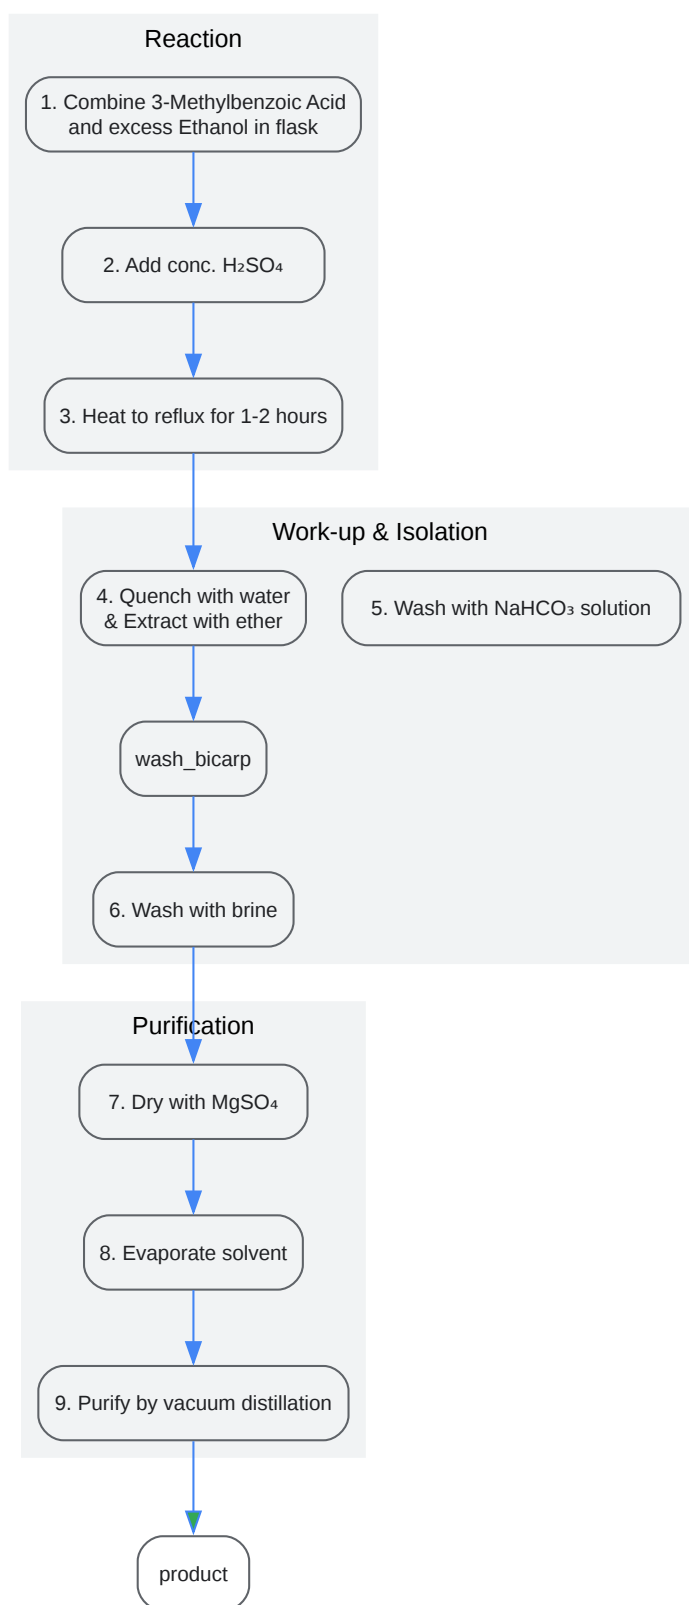 Reaction
1. Combine 3-Methylbenzoic Acid
and excess Ethanol in flask
2. Add conc. H₂SO₄
3. Heat to reflux for 1-2 hours
Work-up & Isolation
4. Quench with water
& Extract with ether
5. Wash with NaHCO₃ solution
wash_bicarp
6. Wash with brine
Purification
7. Dry with MgSO₄
8. Evaporate solvent
9. Purify by vacuum distillation
product